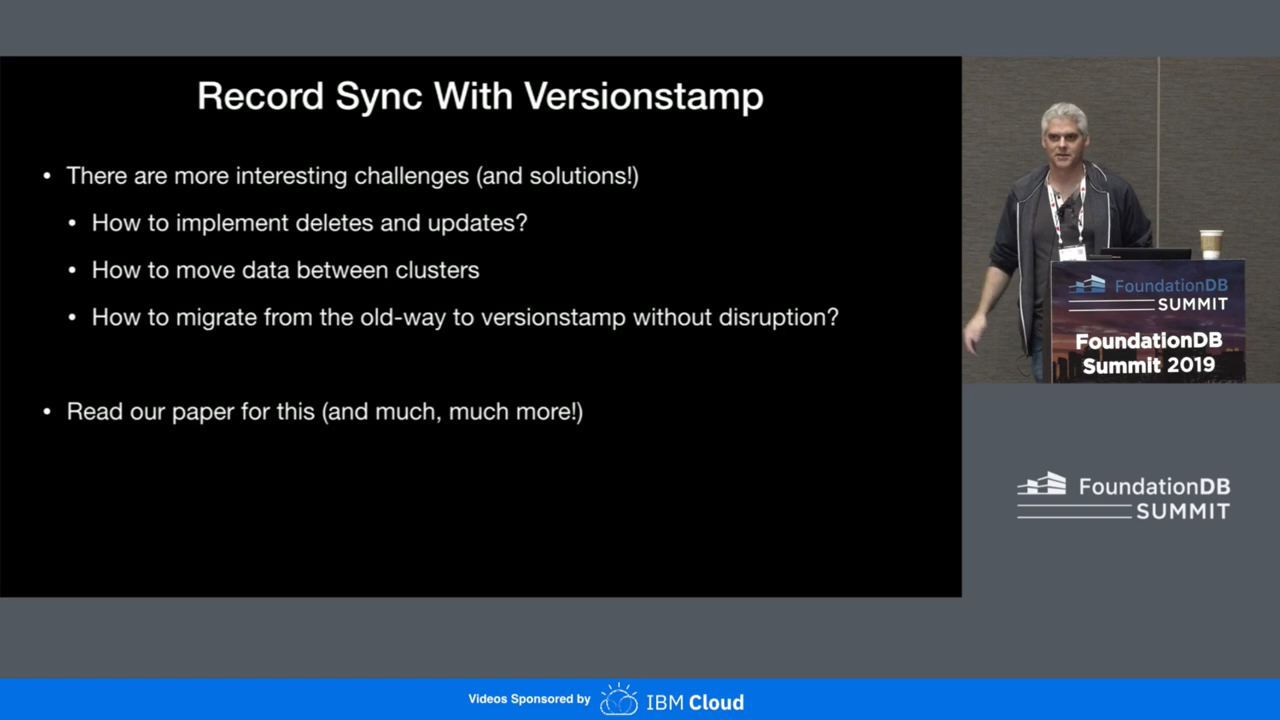 Record Sync With Versionstamp
• There are more interesting challenges (and solutions!)
• How to implement deletes and updates?
• How to move data between clusters
• How to migrate from the old-way to versionstamp without disruption?
• Read our paper for this (and much, much more!)
FoundationDB
SUMMIT
FoundationDB
Summit 2019
FoundationDB
SUMMIT
Videos Sponsored by IBM Cloud